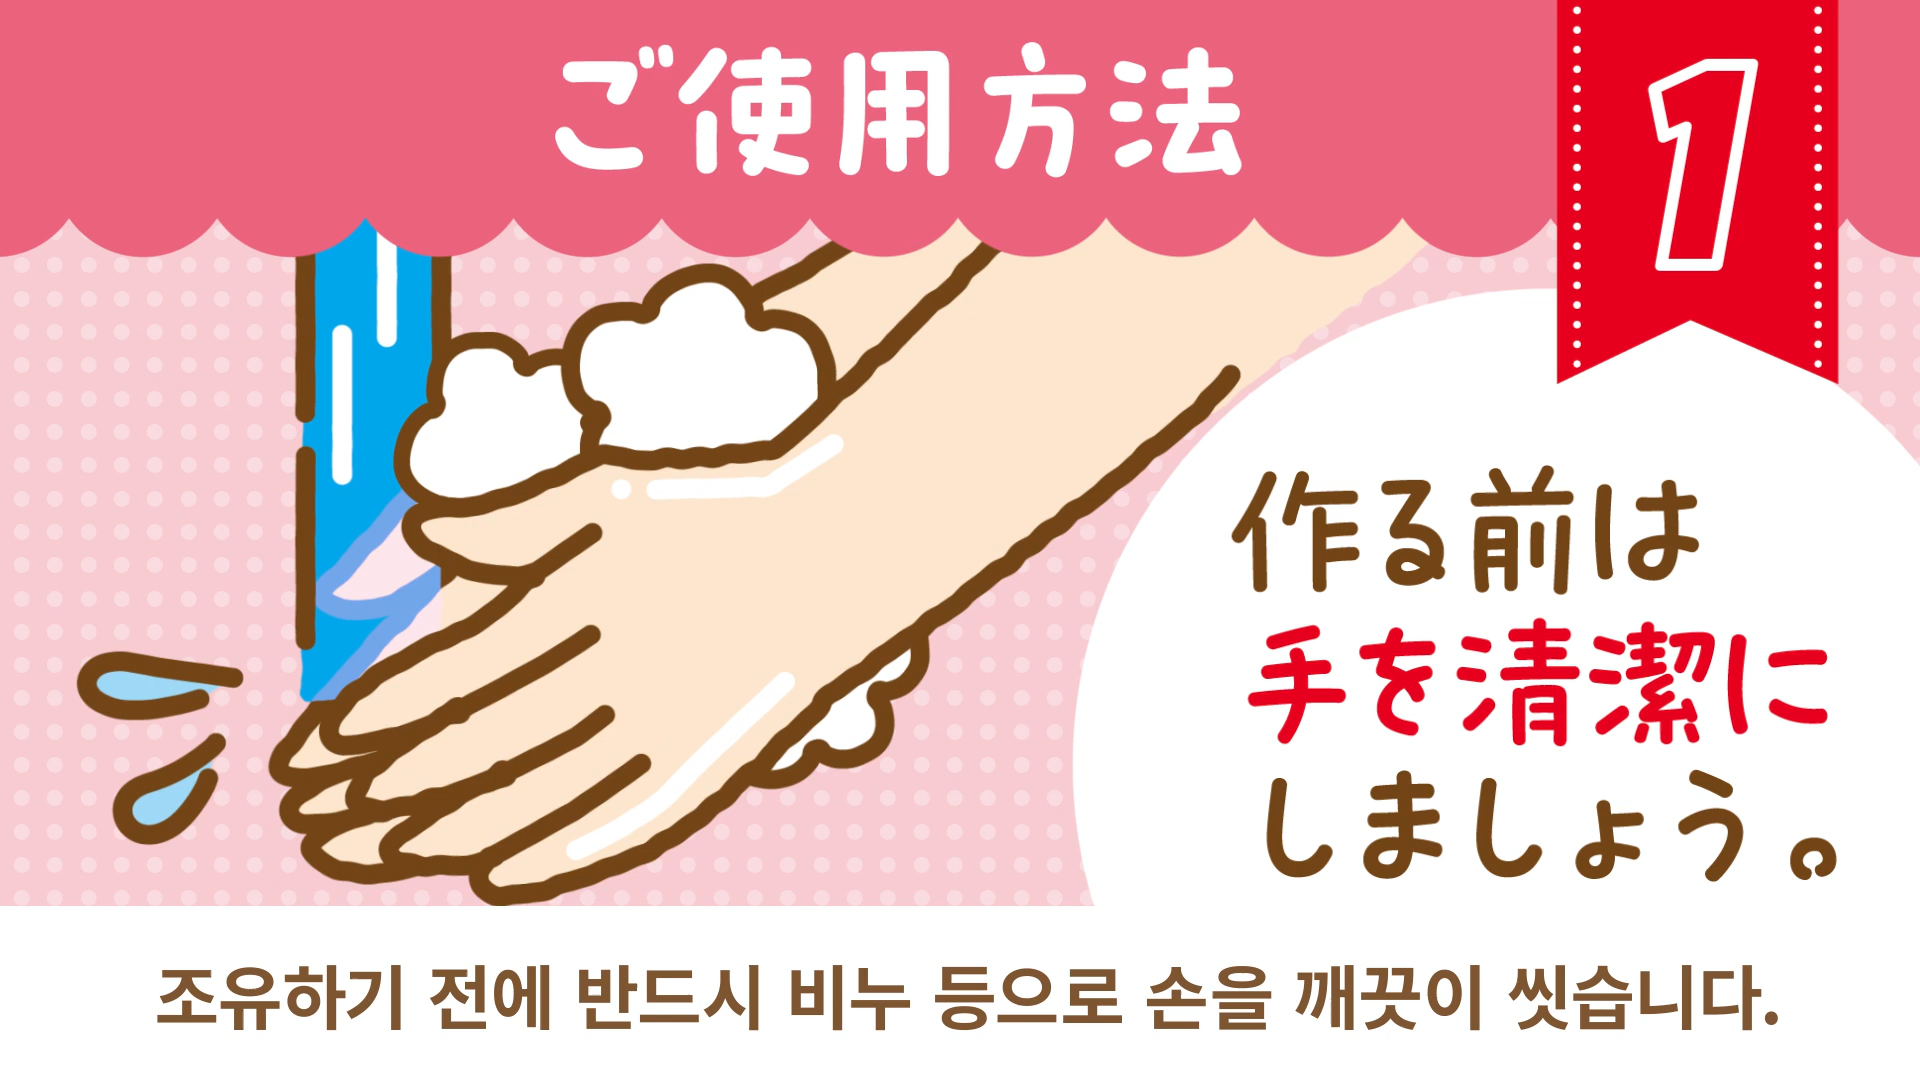 ご使用方法
1
作る前は
手を清潔に
しましょう。
조유하기 전에 반드시 비누 등으로 손을 깨끗이 씻습니다.